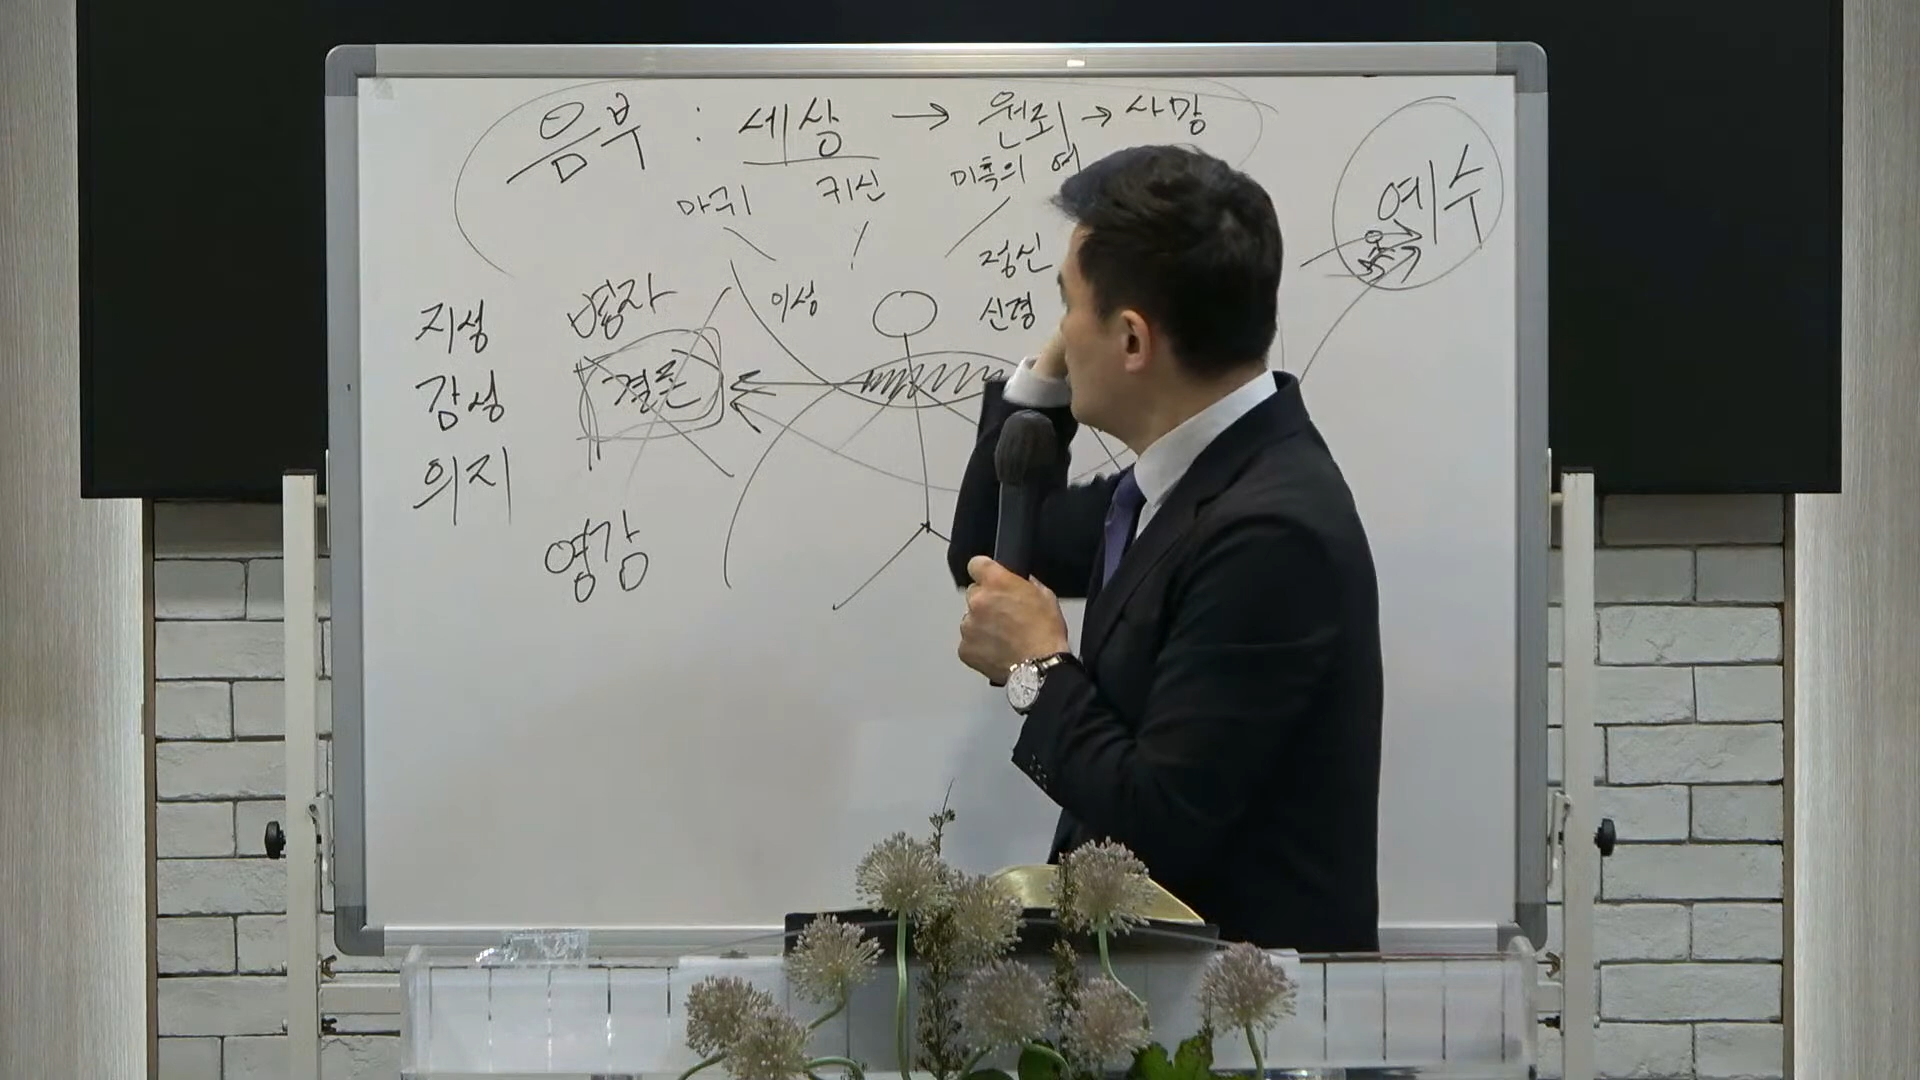 음부 : 세상 → 원죄 → 사망
마귀 귀신 미혹의 영
예수
정신
이성 신경
지성
감성 결론
의지
영감